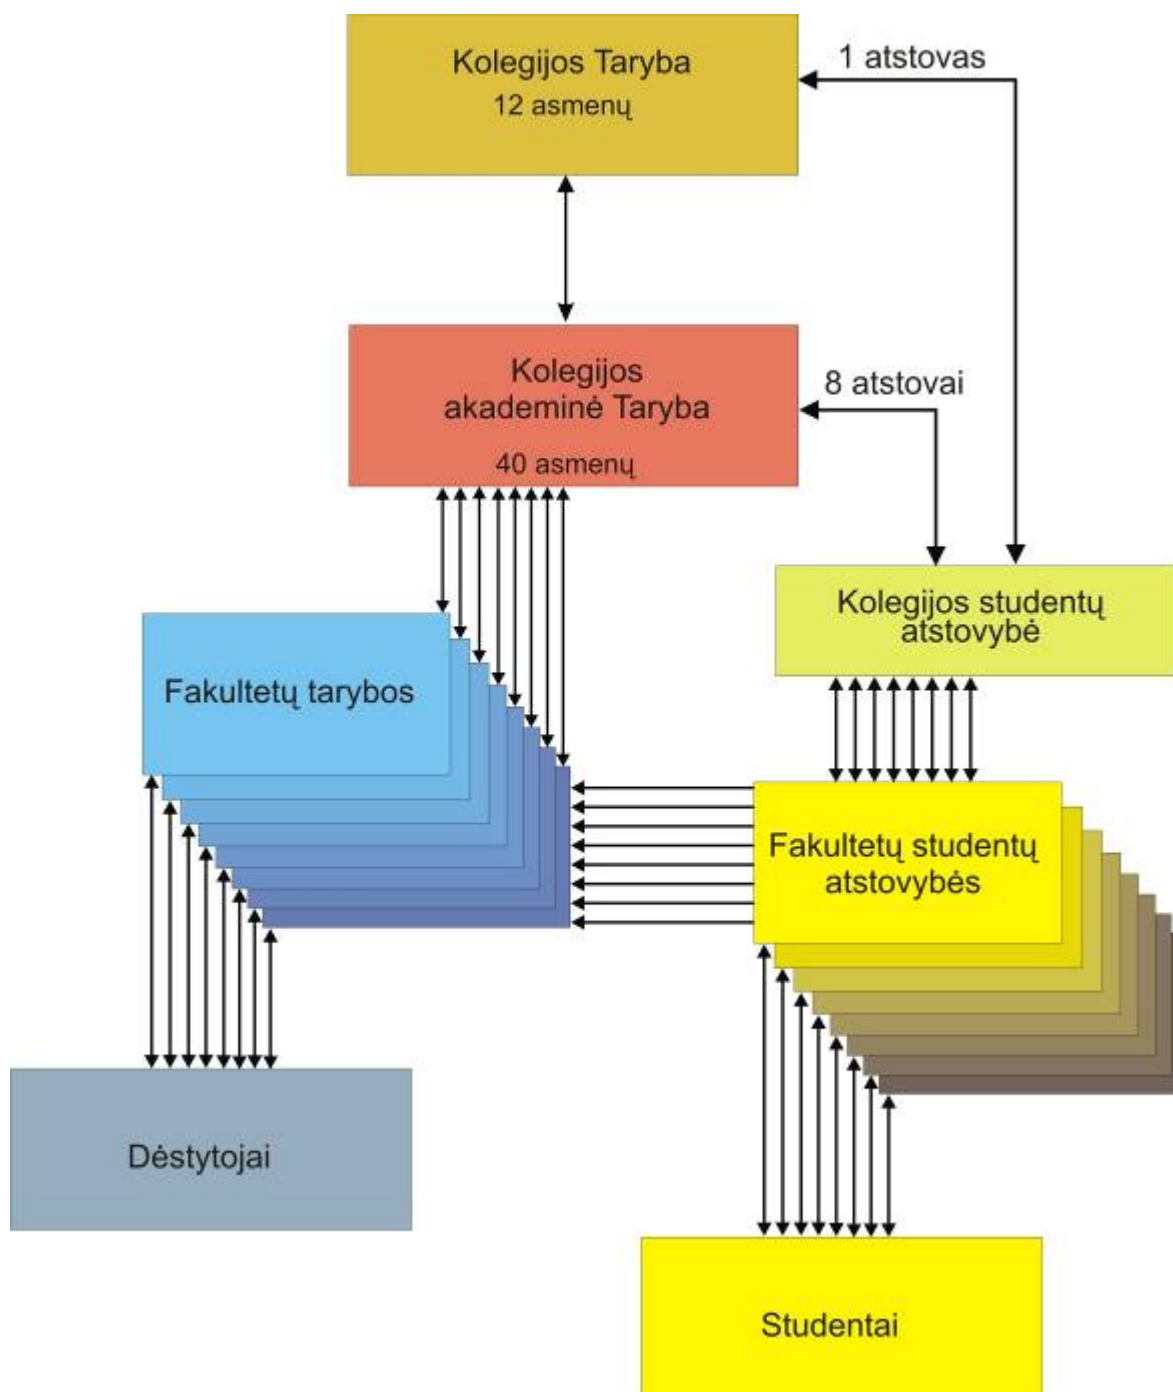 Kolegijos Taryba
12 asmenų
1 atstovas
Kolegijos
akademinė Taryba
40 asmenų
8 atstovai
Kolegijos studentų
atstovybė
Fakultetų tarybos
Fakultetų studentų
atstovybės
Dėstytojai
Studentai